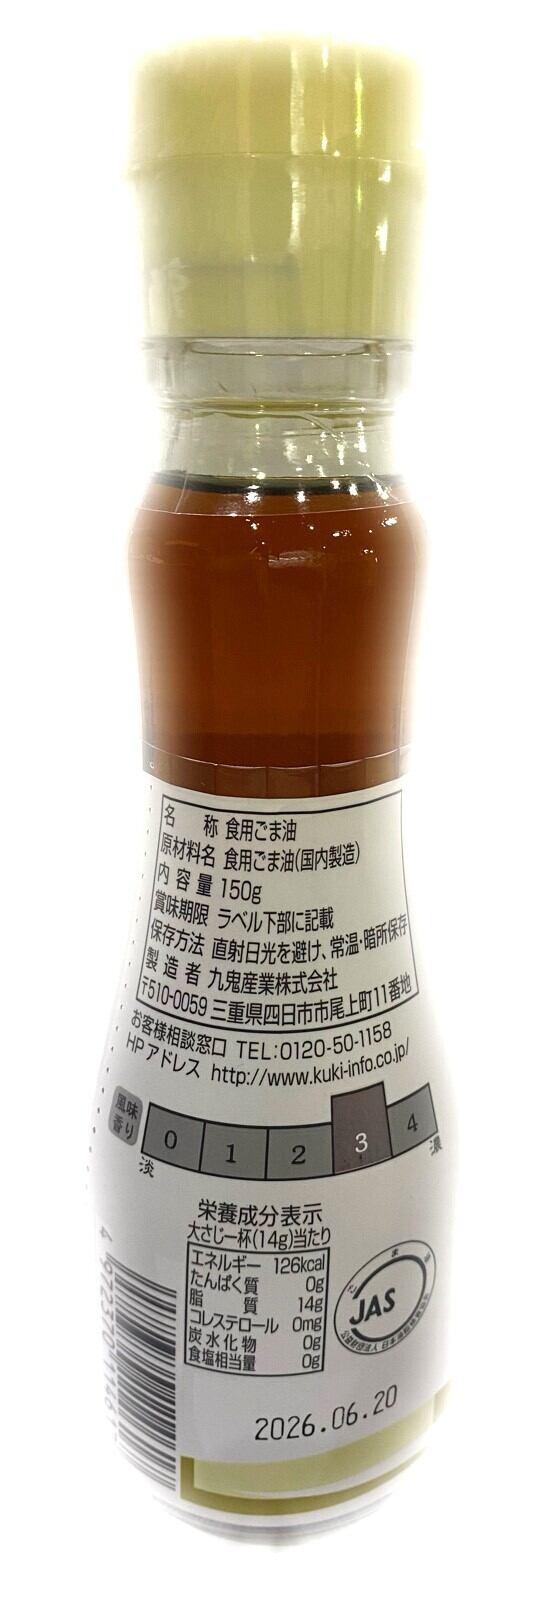 名 称 食用ごま油
原材料名 食用ごま油(国内製造)
内容量 150g
賞味期限 ラベル下部に記載
保存方法 直射日光を避け、常温・暗所保存
製造者 九鬼産業株式会社
〒510-0059 三重県四日市市尾上町11番地
お客様相談窓口 TEL:0120-50-1158
HPアドレス http://www.kuki-info.co.jp/
風味
香り
0 1 2 3 4
淡 濃
栄養成分表示
大さじ一杯(14g)当たり
エネルギー 126kcal
たんぱく質 0g
脂質 14g
コレステロール 0mg
炭水化物 0g
食塩相当量 0g
JAS
2026.06.20